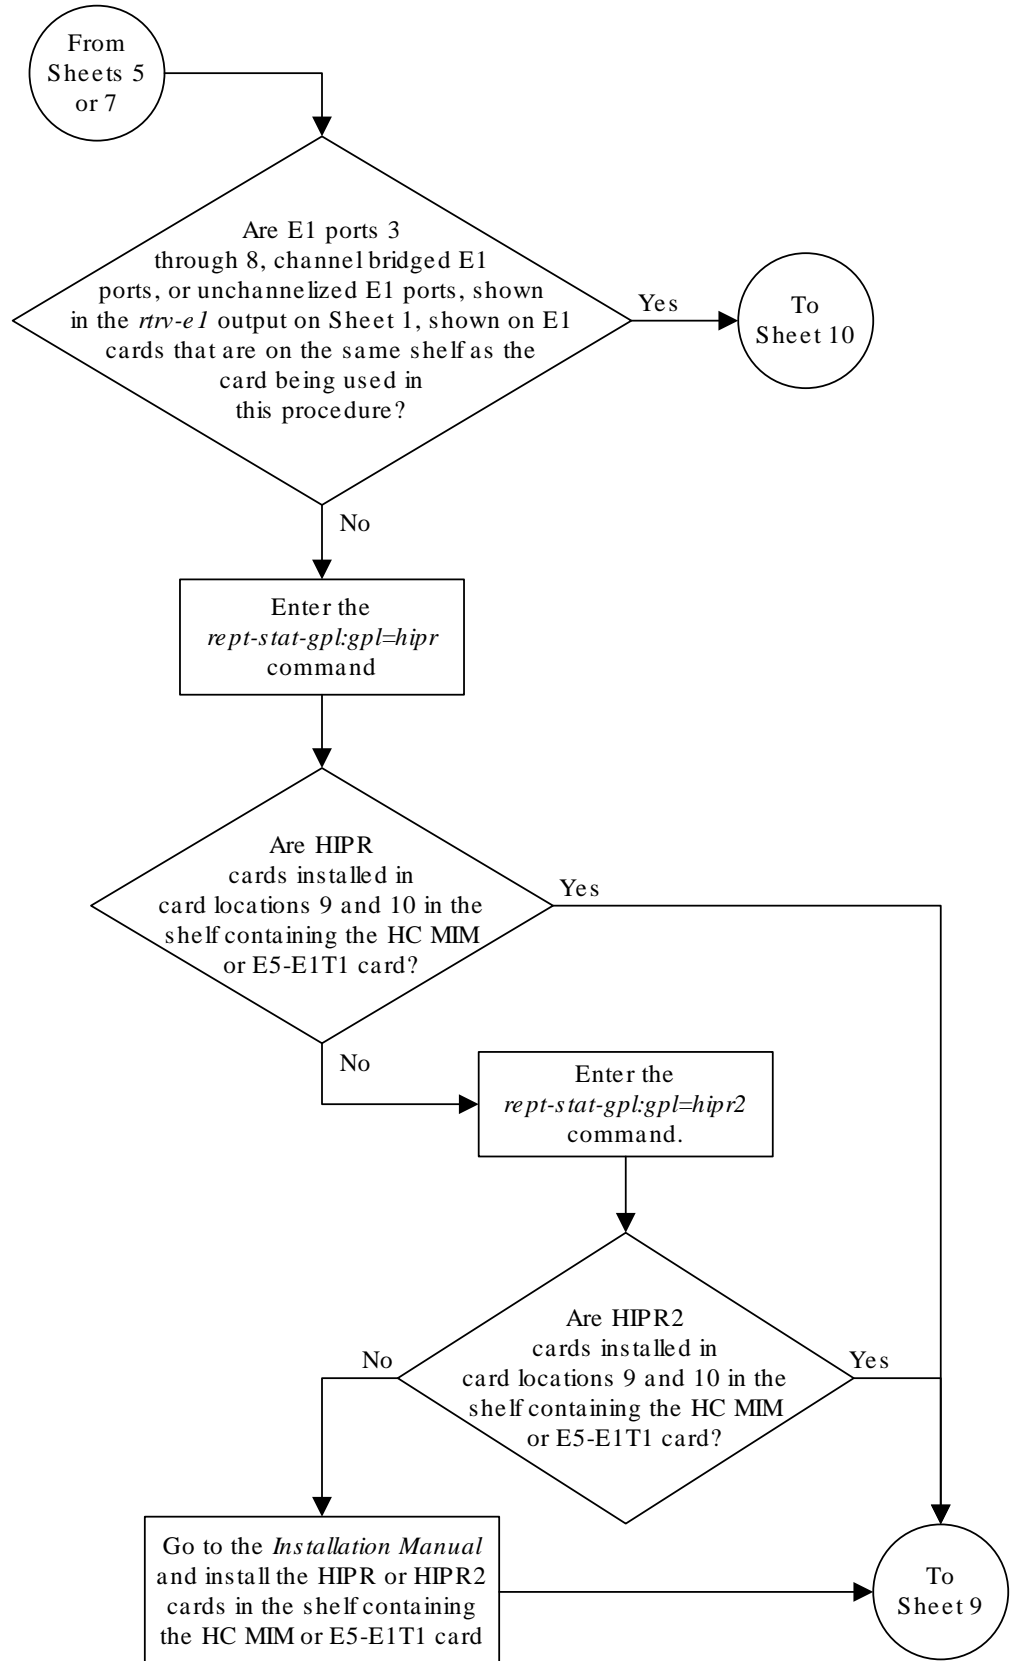 From
Sheets 5
or 7
Are E1 ports 3
through 8, channel bridged E1
ports, or unchannelized E1 ports, shown
in the rtrv-e1 output on Sheet 1, shown on E1
cards that are on the same shelf as the
card being used in
this procedure?
Yes
To
Sheet 10
No
Enter the
rept-stat-gpl:gpl=hipr
command
Are HIPR
cards installed in
card locations 9 and 10 in the
shelf containing the HC MIM
or E5-E1T1 card?
Yes
No
Enter the
rept-stat-gpl:gpl=hipr2
command.
Are HIPR2
cards installed in
card locations 9 and 10 in the
shelf containing the HC MIM
or E5-E1T1 card?
No
Yes
Go to the Installation Manual
and install the HIPR or HIPR2
cards in the shelf containing
the HC MIM or E5-E1T1 card
To
Sheet 9